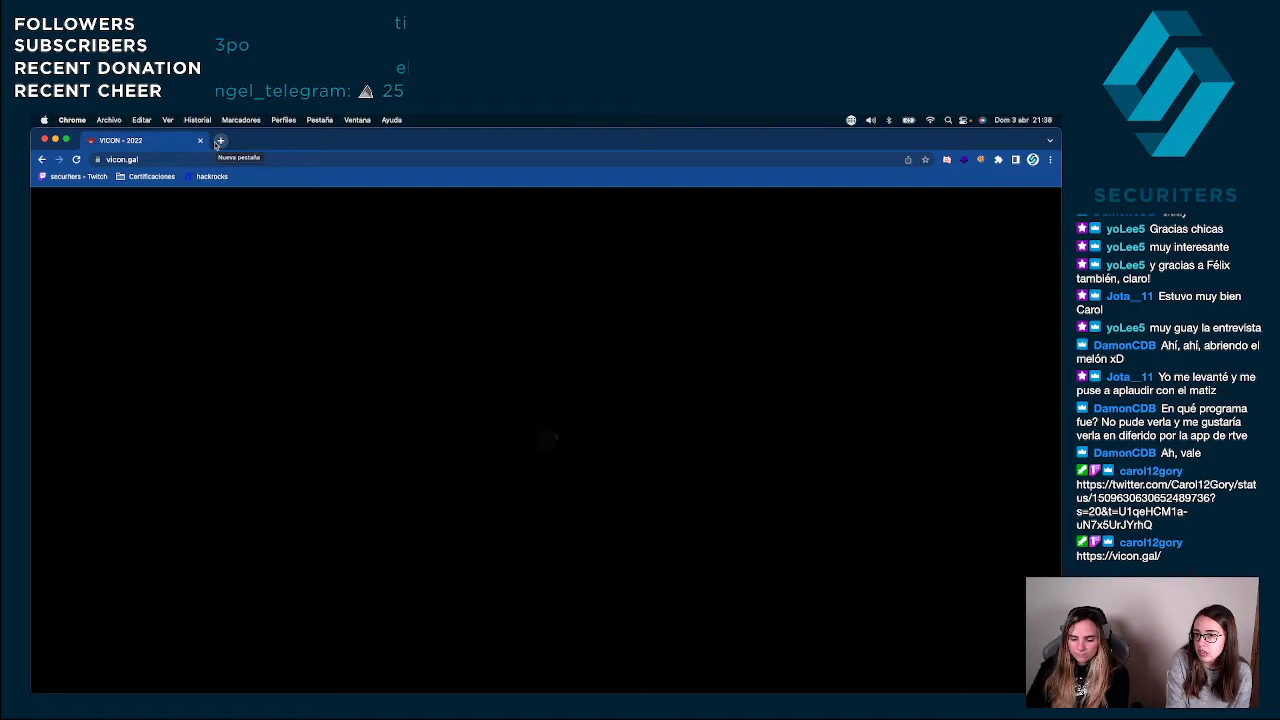 FOLLOWERS
ti
SUBSCRIBERS
3po
RECENT DONATION
el
RECENT CHEER
ngel_telegram: 25
Chrome Archivo Editar Ver Historial Marcadores Perfiles Pestaña Ventana Ayuda
Dom 3 abr 21:38
VICON - 2022
Nueva pestaña
vicon.gal
securiters - Twitch Certificaciones hackrocks
SECURITERS
yoLee5 Gracias chicas
yoLee5 muy interesante
yoLee5 y gracias a Félix
también, claro!
Jota__11 Estuvo muy bien
Carol
yoLee5 muy guay la entrevista
DamonCDB Ahí, ahí, abriendo el
melón xD
Jota__11 Yo me levanté y me
puse a aplaudir con el matiz
DamonCDB En qué programa
fue? No pude verla y me gustaría
verla en diferido por la app de rtve
DamonCDB Ah, vale
carol12gory
https://twitter.com/Carol12Gory/stat
us/1509630630652489736?
s=20&t=U1qeHCM1a-
uN7x5UrJYrhQ
carol12gory
https://vicon.gal/